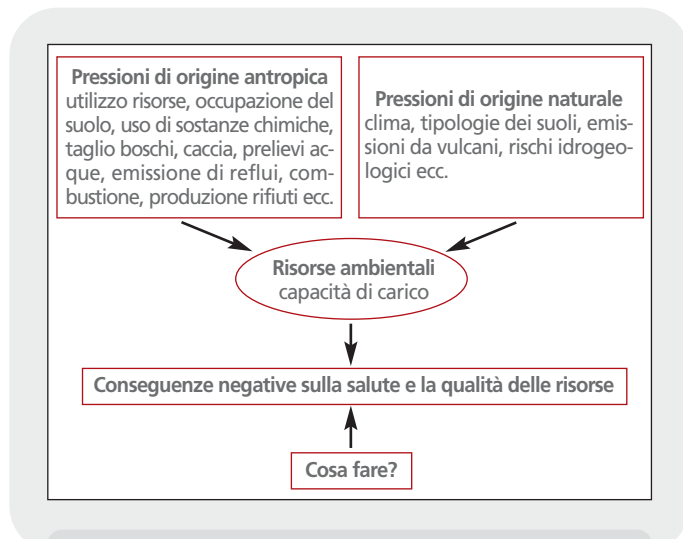 Pressioni di origine antropica
utilizzo risorse, occupazione del
suolo, uso di sostanze chimiche,
taglio boschi, caccia, prelievi ac-
que, emissione di reflui, com-
bustione, produzione rifiuti ecc.
Pressioni di origine naturale
clima, tipologie dei suoli, emis-
sioni da vulcani, rischi idrogeo-
logici ecc.
Risorse ambientali
capacità di carico
Conseguenze negative sulla salute e la qualità delle risorse
Cosa fare?